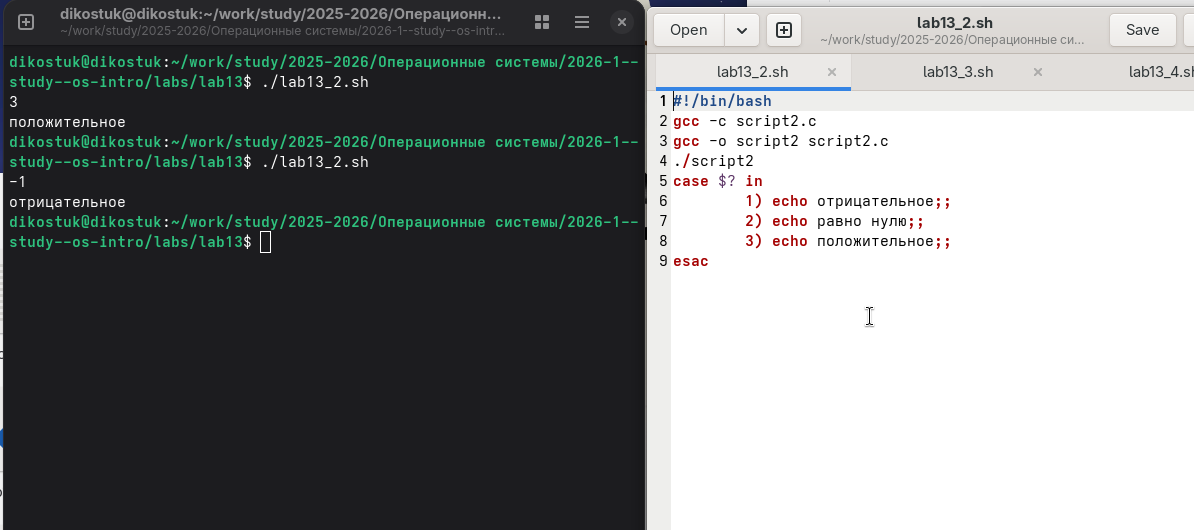 dikostuk@dikostuk:~/work/study/2025-2026/Операционн...
~/work/study/2025-2026/Операционные системы/2026-1--study--os-intr...
dikostuk@dikostuk:~/work/study/2025-2026/Операционные системы/2026-1--
study--os-intro/labs/lab13$ ./lab13_2.sh
3
положительное
dikostuk@dikostuk:~/work/study/2025-2026/Операционные системы/2026-1--
study--os-intro/labs/lab13$ ./lab13_2.sh
-1
отрицательное
dikostuk@dikostuk:~/work/study/2025-2026/Операционные системы/2026-1--
study--os-intro/labs/lab13$
Open
lab13_2.sh
~/work/study/2025-2026/Операционные си...
Save
lab13_2.sh × lab13_3.sh × lab13_4.sh
1 #!/bin/bash
2 gcc -c script2.c
3 gcc -o script2 script2.c
4 ./script2
5 case $? in
6 1) echo отрицательное;;
7 2) echo равно нулю;;
8 3) echo положительное;;
9 esac